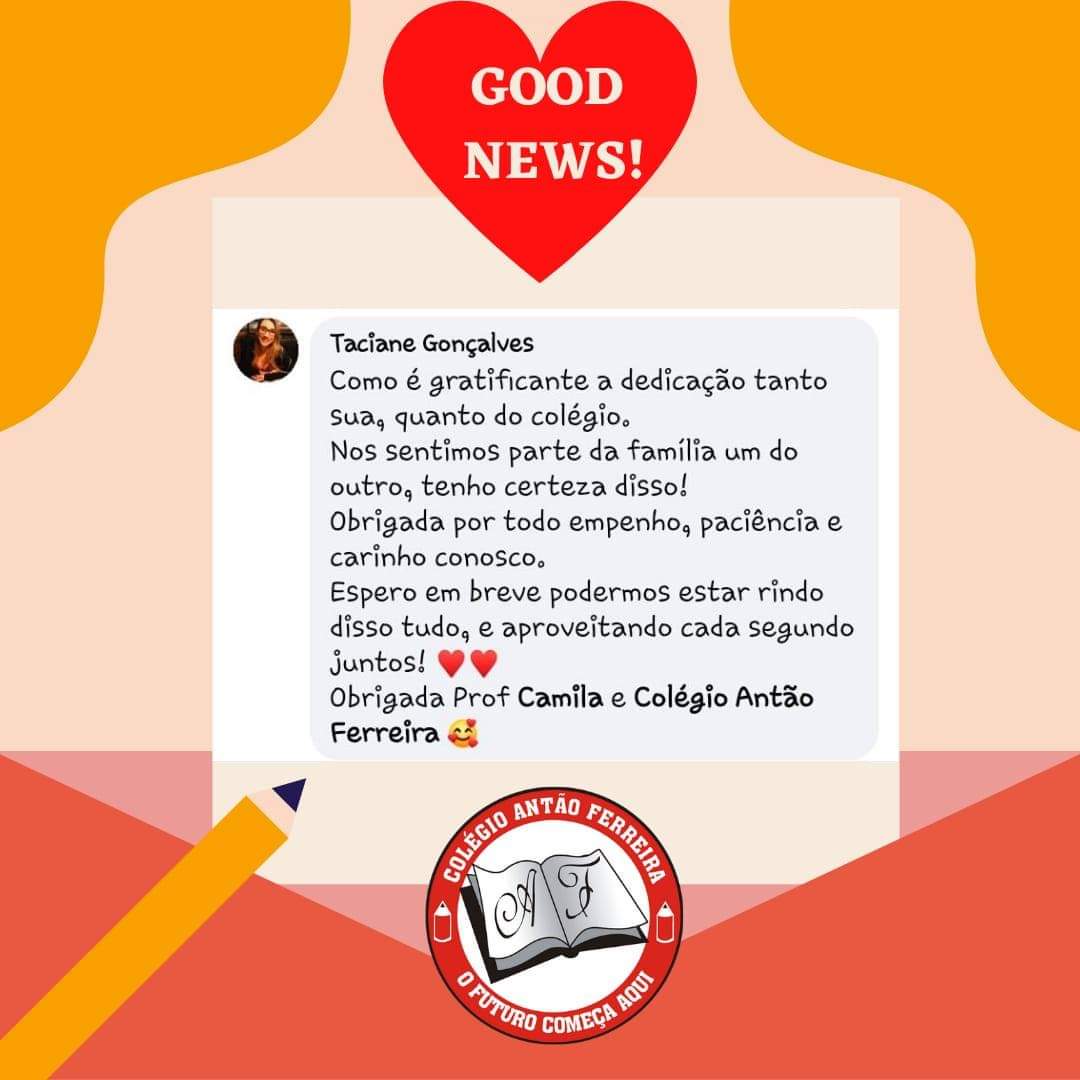 GOOD
NEWS!
Taciane Gonçalves
Como é gratificante a dedicação tanto
sua, quanto do colégio.
Nos sentimos parte da família um do
outro, tenho certeza disso!
Obrigada por todo empenho, paciência e
carinho conosco.
Espero em breve podermos estar rindo
disso tudo, e aproveitando cada segundo
juntos! ♥️♥️
Obrigada Prof Camila e Colégio Antão
Ferreira 🥰
COLÉGIO ANTÃO FERREIRA
A F
O FUTURO COMEÇA AQUI